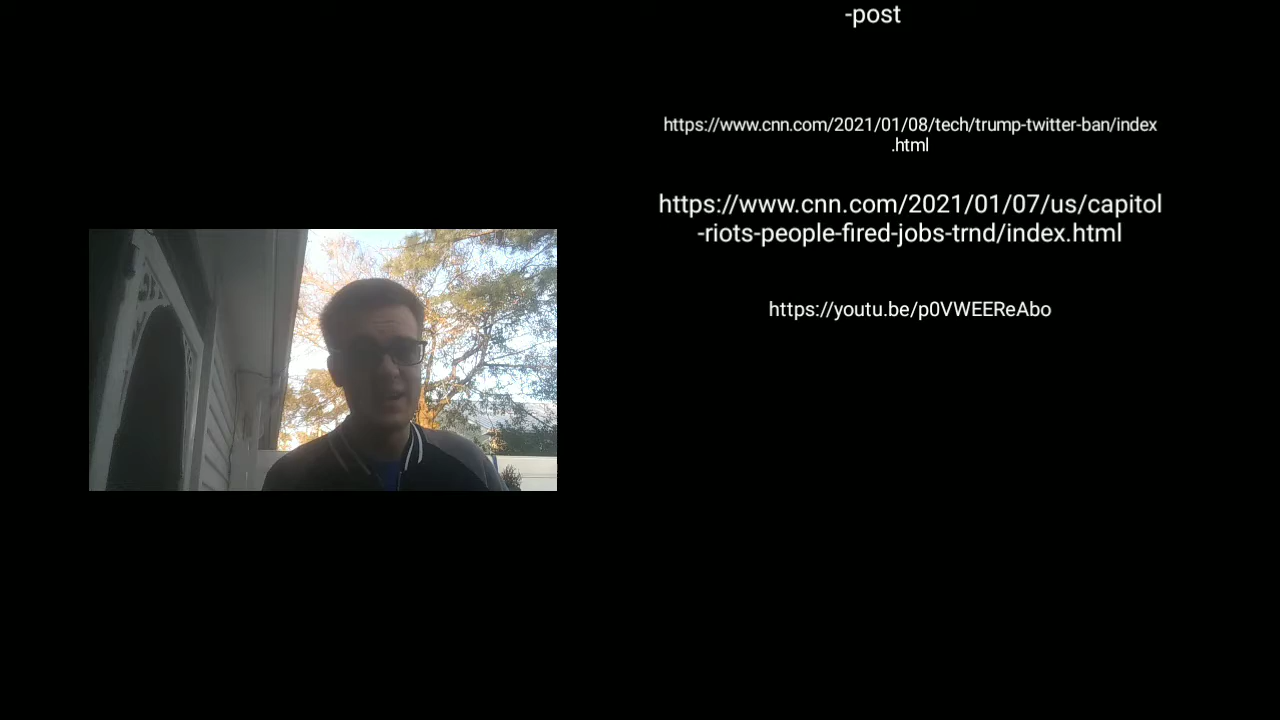 -post
https://www.cnn.com/2021/01/08/tech/trump-twitter-ban/index
.html
https://www.cnn.com/2021/01/07/us/capitol
-riots-people-fired-jobs-trnd/index.html
https://youtu.be/p0VWEEReAbo